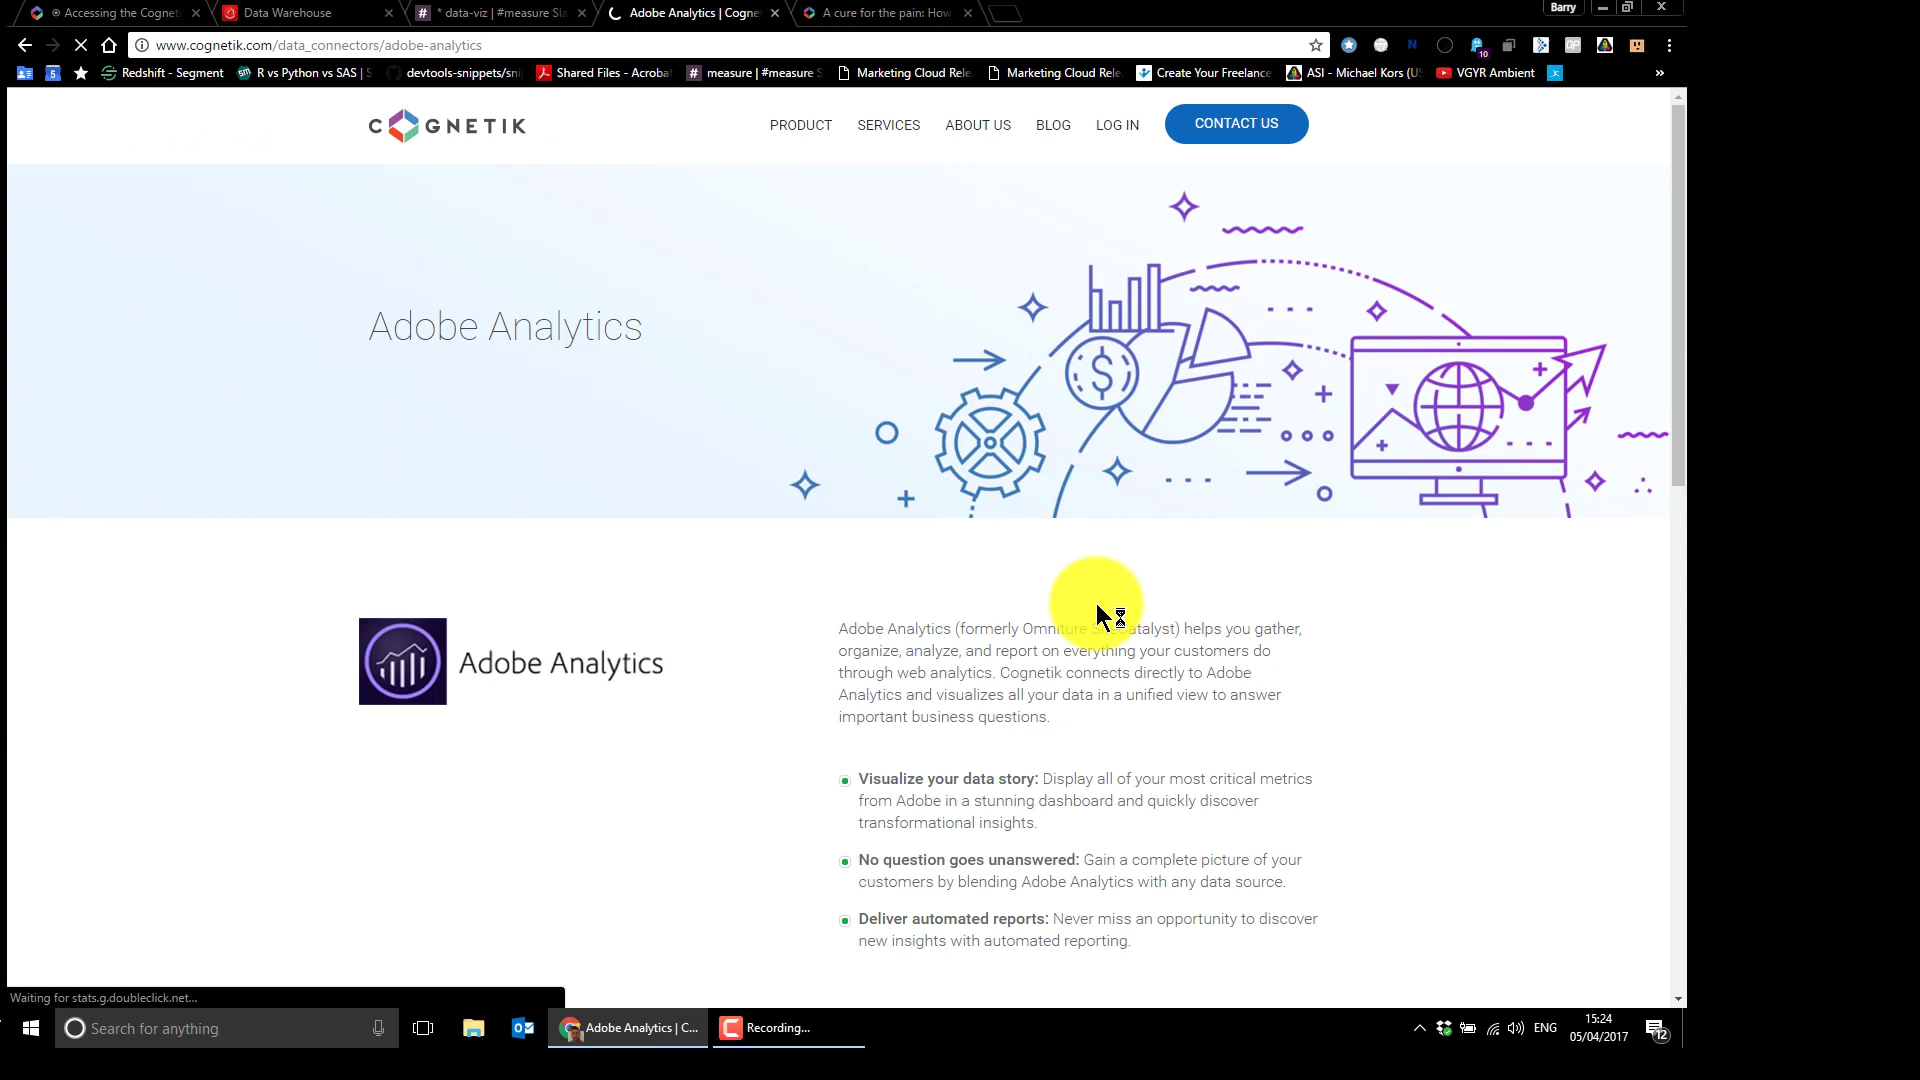 Accessing the Cogneti
Data Warehouse
* data-viz | #measure Sla
Adobe Analytics | Cogne
A cure for the pain: How
Barry
www.cognetik.com/data_connectors/adobe-analytics
10
5
Redshift - Segment
R vs Python vs SAS |
devtools-snippets/sni
Shared Files - Acrobat
measure | #measure S
Marketing Cloud Rele
Marketing Cloud Rele
Create Your Freelance
ASI - Michael Kors (US
VGYR Ambient
»
COGNETIK
PRODUCT
SERVICES
ABOUT US
BLOG
LOG IN
CONTACT US
Adobe Analytics
Adobe Analytics
Adobe Analytics (formerly Omniture catalyst) helps you gather,
organize, analyze, and report on everything your customers do
through web analytics. Cognetik connects directly to Adobe
Analytics and visualizes all your data in a unified view to answer
important business questions.
Visualize your data story: Display all of your most critical metrics
from Adobe in a stunning dashboard and quickly discover
transformational insights.
No question goes unanswered: Gain a complete picture of your
customers by blending Adobe Analytics with any data source.
Deliver automated reports: Never miss an opportunity to discover
new insights with automated reporting.
Waiting for stats.g.doubleclick.net...
Search for anything
Adobe Analytics | C...
Recording...
ENG
15:24
05/04/2017
12